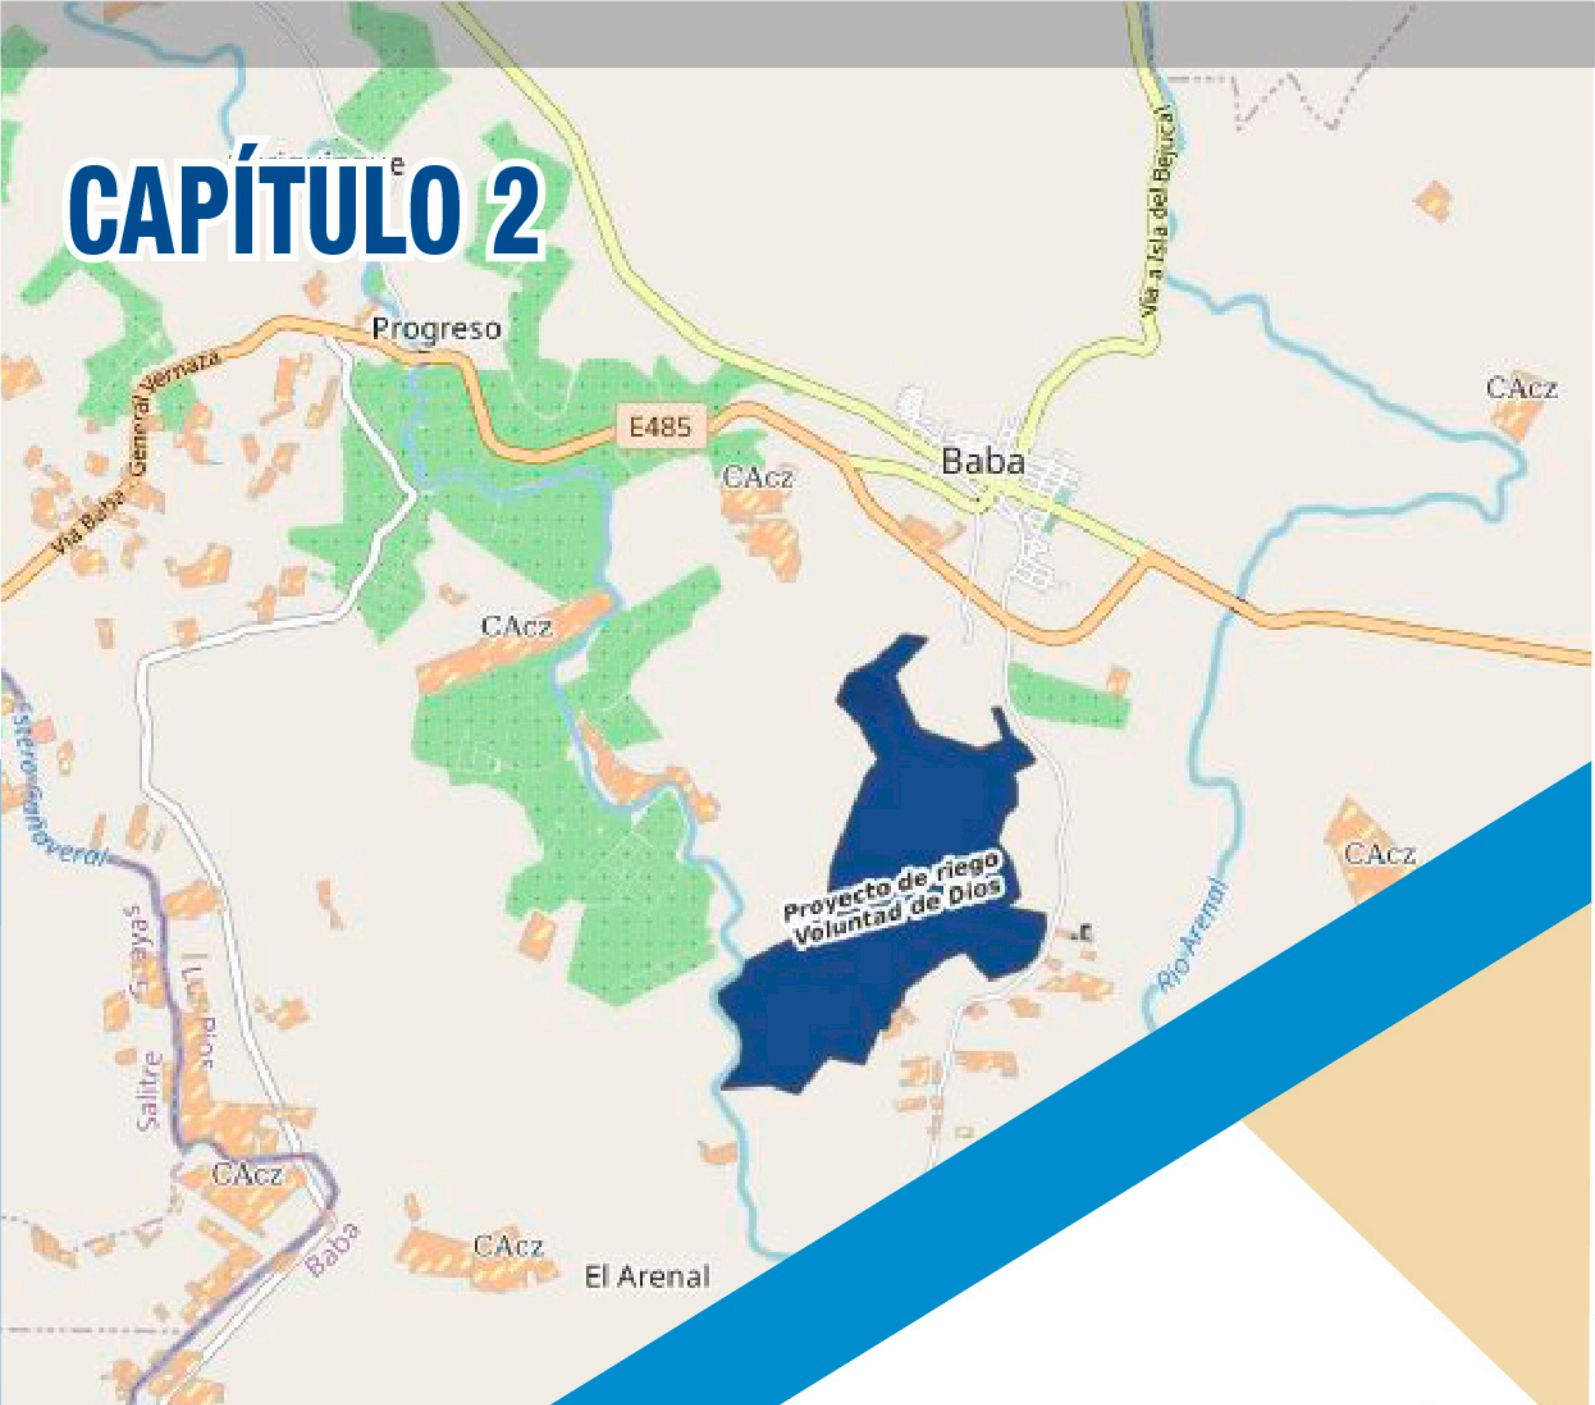 CAPÍTULO 2
Vía a Isla del Bejucal
Progreso
CAcz
Vía Baba - General Vernaza
E485
Baba
CAcz
CAcz
Estero Cañaveral
CAcz
Proyecto de riego
Voluntad de Dios
Guayas
Los Ríos
Río Arenal
Salitre
CAcz
Baba
CAcz
El Arenal